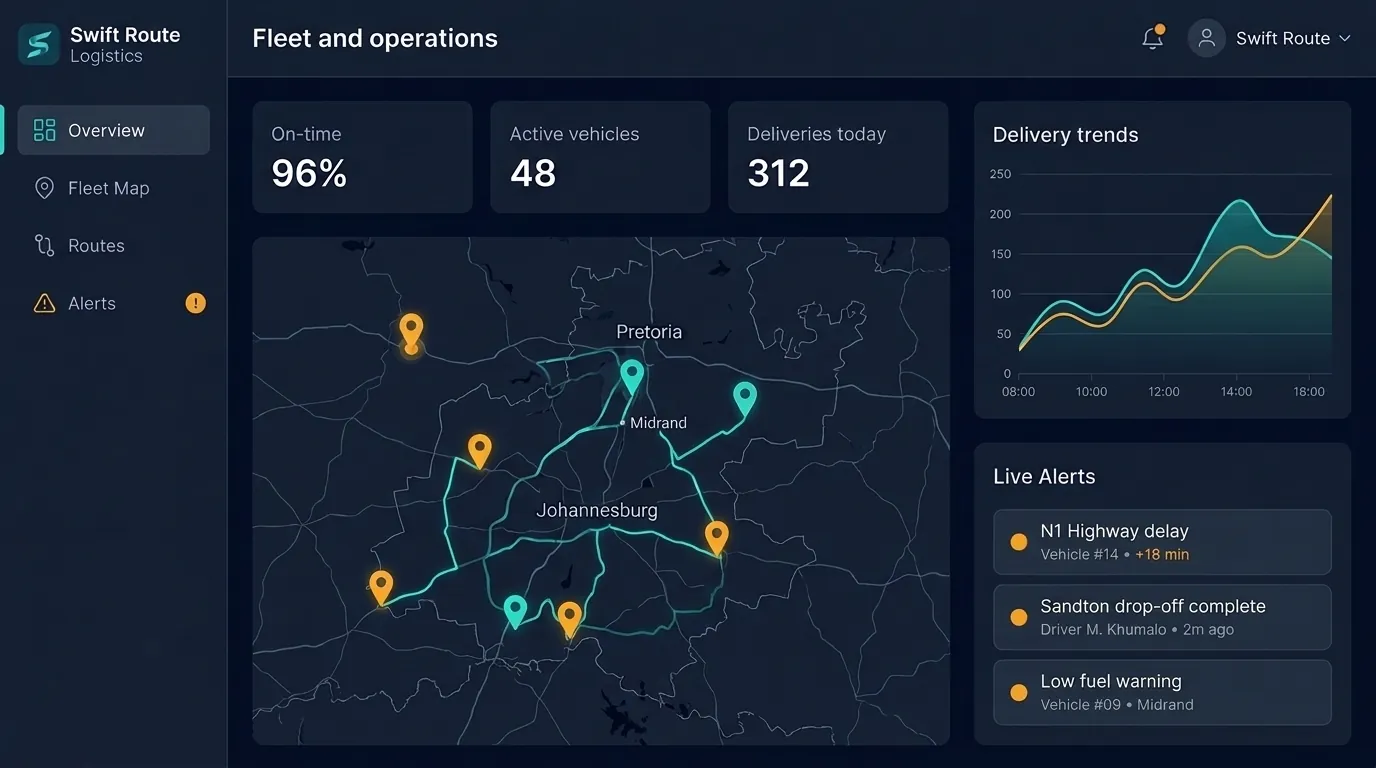 Swift Route
Logistics
Overview
Fleet Map
Routes
Alerts
!
Fleet and operations
Swift Route
On-time
96%
Active vehicles
48
Deliveries today
312
Pretoria
Midrand
Johannesburg
Delivery trends
250
200
150
100
50
0
08:00 10:00 12:00 14:00 18:00
Live Alerts
N1 Highway delay
Vehicle #14 • +18 min
Sandton drop-off complete
Driver M. Khumalo • 2m ago
Low fuel warning
Vehicle #09 • Midrand